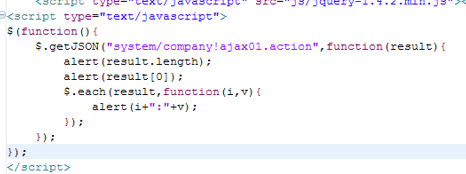 <script type="text/javascript" src="js/jquery-1.4.2.min.js"></script>
<script type="text/javascript">
$(function(){
    $.getJSON("system/company!ajax01.action",function(result){
        alert(result.length);
        alert(result[0]);
        $.each(result,function(i,v){
            alert(i+":"+v);
        });
    });
});
</script>